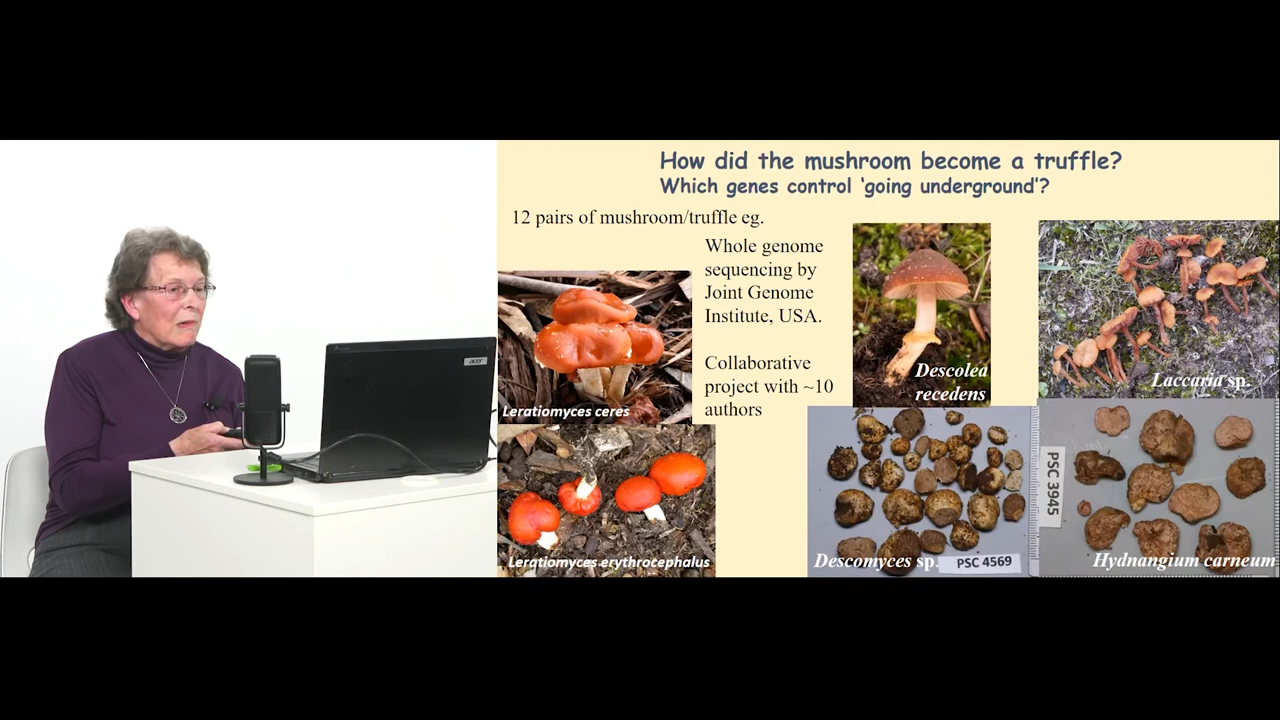 How did the mushroom become a truffle?
Which genes control 'going underground'?
12 pairs of mushroom/truffle eg.
Whole genome
sequencing by
Joint Genome
Institute, USA.
Collaborative
project with ~10
authors
Leratiomyces ceres
Leratiomyces erythrocephalus
Descolea
recedens
Laccaria sp.
Descomyces sp.
PSC 4569
PSC 3945
Hydnangium carneum
acer